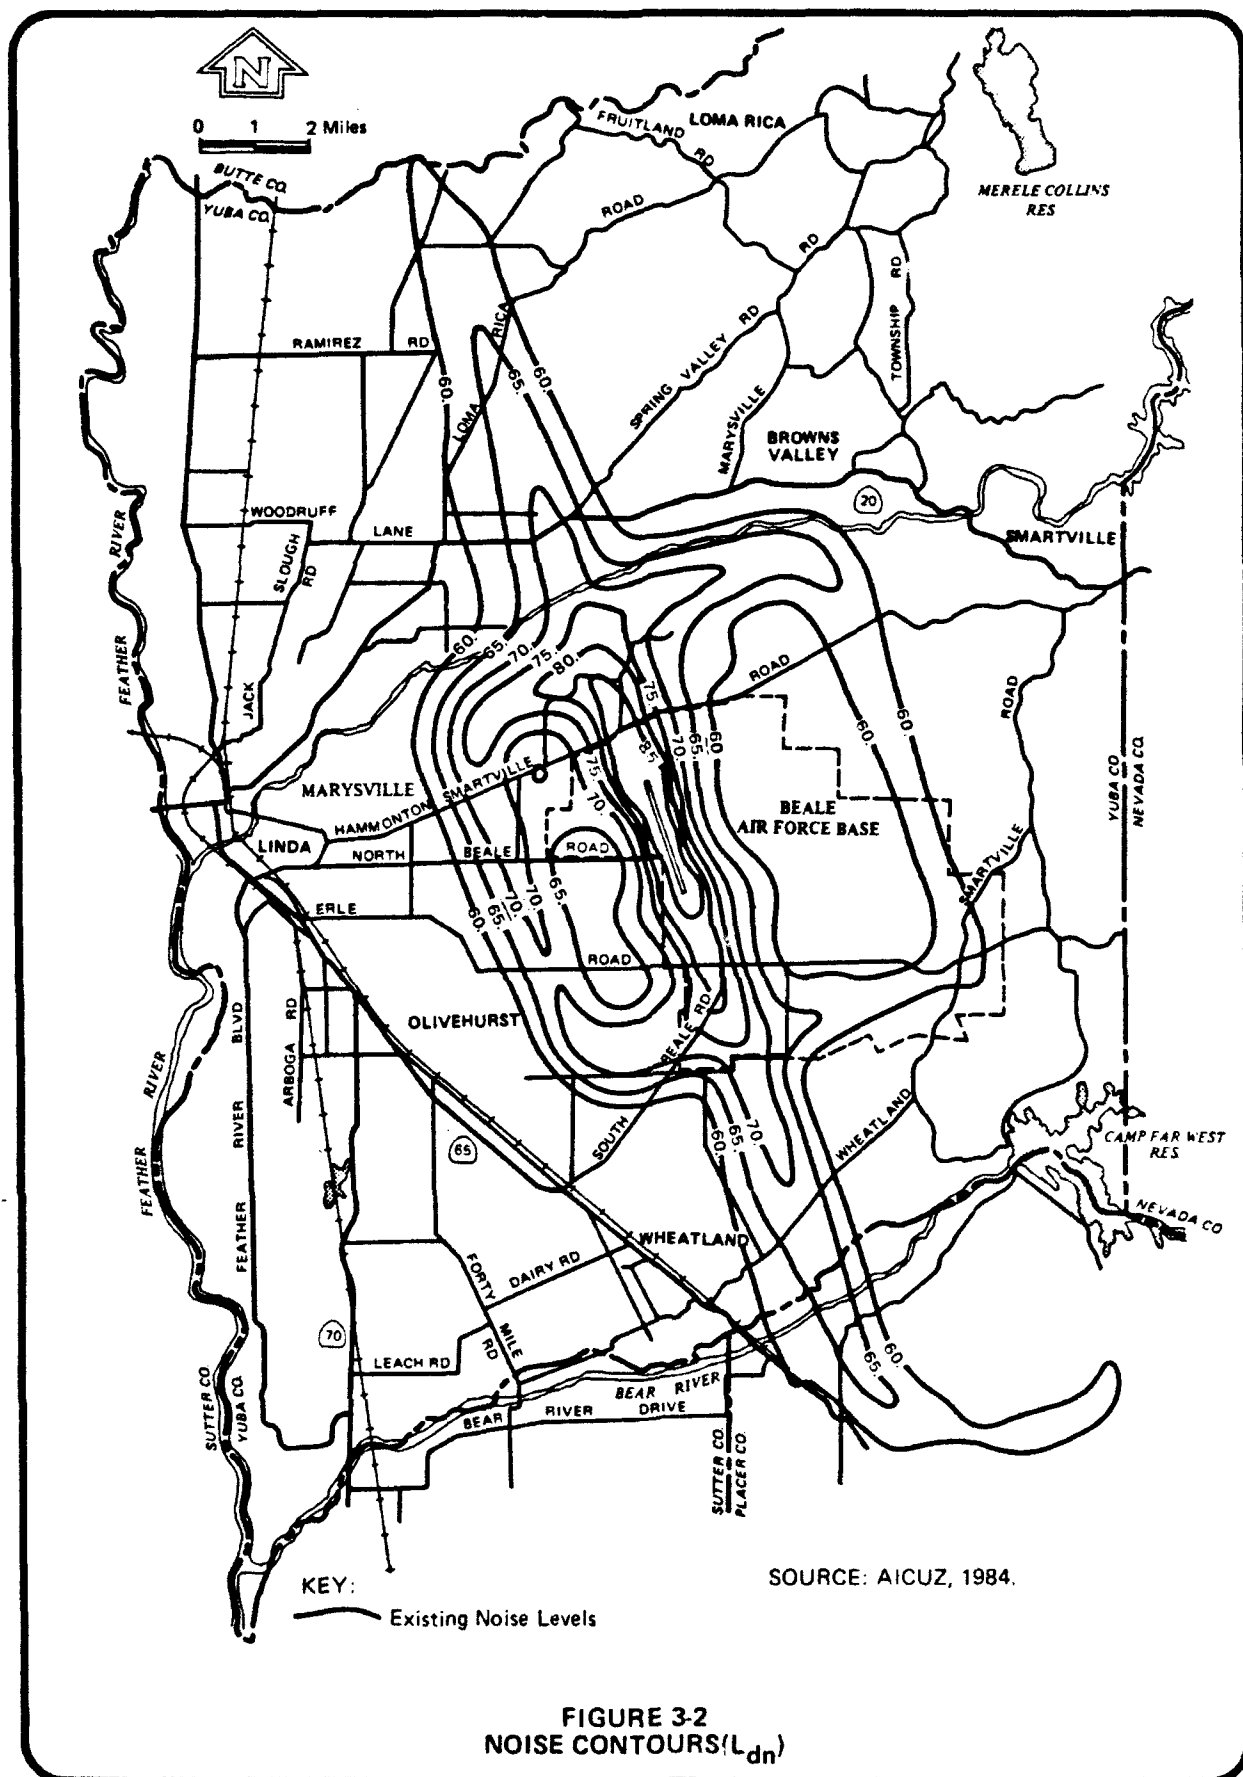 N
0 1 2 Miles
BUTTE CO.
YUBA CO.
FRUITLAND RD
LOMA RICA
MERELE COLLINS
RES
ROAD
RD
TOWNSHIP RD
RAMIREZ RD
LOMA RICA
60.
65.
60.
SPRING VALLEY RD
MARYSVILLE
BROWNS
VALLEY
20
SMARTVILLE
WOODRUFF LANE
SLOUGH RD
JACK
FEATHER RIVER
60.
65.
70.
75.
80.
75.
85.
70.
65.
60.
ROAD
60.
60.
ROAD
YUBA CO
NEVADA CO.
MARYSVILLE
HAMMONTON SMARTVILLE
75.
70.
BEALE
AIR FORCE BASE
LINDA
NORTH BEALE ROAD
SMARTVILLE
ERLE ROAD
60.
65.
70.
65.
FEATHER RIVER BLVD
ARBOGA RD
OLIVEHURST
SOUTH BEALE RD
FEATHER RIVER
65
60.
65.
70.
WHEATLAND
CAMP FAR WEST
RES.
NEVADA CO
WHEATLAND
FORTY MILE RD
DAIRY RD
70
LEACH RD
65.
60.
BEAR RIVER
BEAR RIVER DRIVE
SUTTER CO.
YUBA CO.
SUTTER CO.
PLACER CO.
KEY:
Existing Noise Levels
SOURCE: AICUZ, 1984.
FIGURE 3-2
NOISE CONTOURS(Ldn)